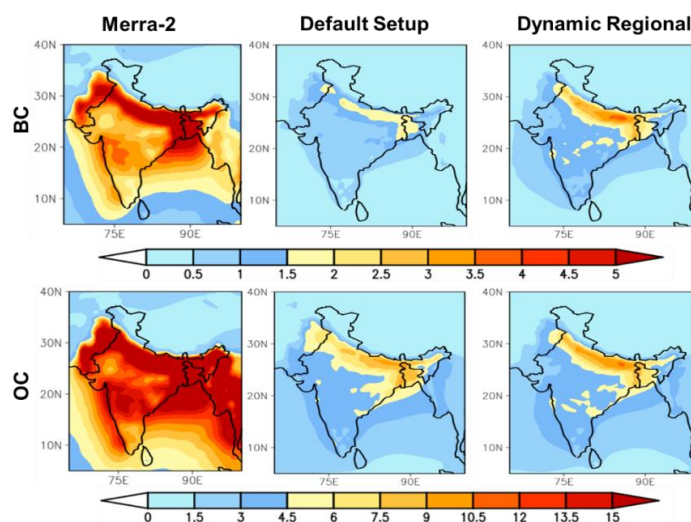 Merra-2 Default Setup Dynamic Regional
BC
40N 40N 40N
30N 30N 30N
20N 20N 20N
10N 10N 10N
75E 90E 75E 90E 75E 90E
0 0.5 1 1.5 2 2.5 3 3.5 4 4.5 5
OC
40N 40N 40N
30N 30N 30N
20N 20N 20N
10N 10N 10N
75E 90E 75E 90E 75E 90E
0 1.5 3 4.5 6 7.5 9 10.5 12 13.5 15